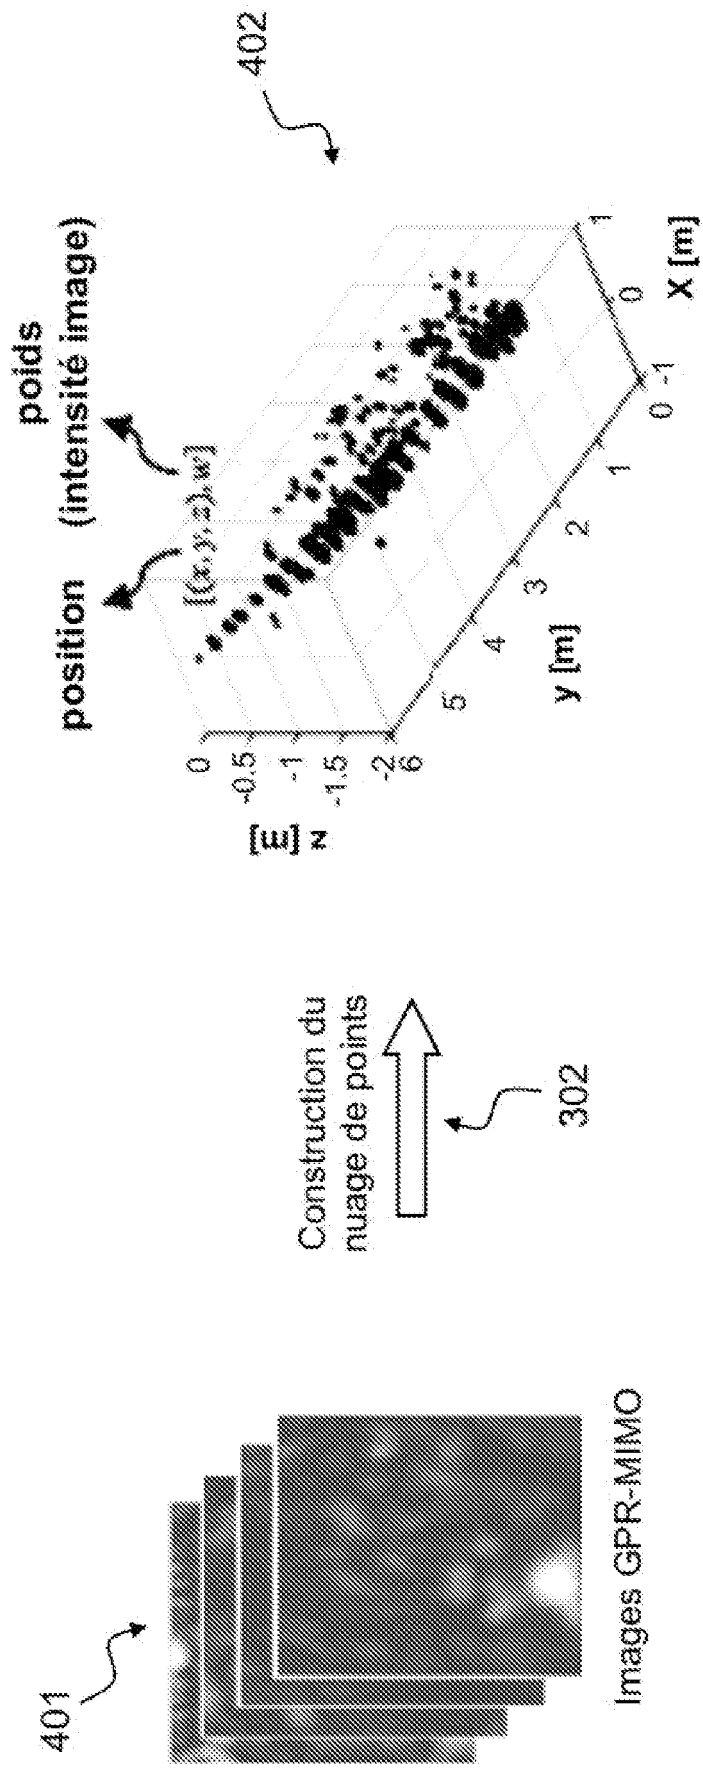 401
Images GPR-MIMO
Construction du
nuage de points
302
position
poids
(intensité image)
[(x, y, z), w]
402
z [m]
0
-0.5
-1
-1.5
-2
6
5
4
3
2
1
0
y [m]
-1
0
1
X [m]